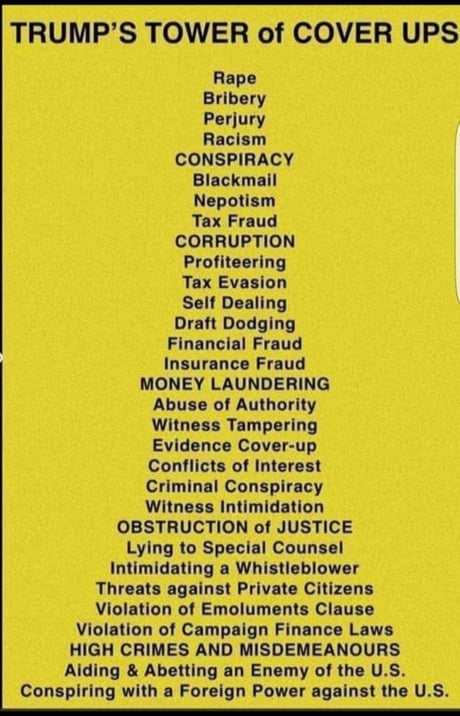 TRUMP'S TOWER of COVER UPS
Rape
Bribery
Perjury
Racism
CONSPIRACY
Blackmail
Nepotism
Tax Fraud
CORRUPTION
Profiteering
Tax Evasion
Self Dealing
Draft Dodging
Financial Fraud
Insurance Fraud
MONEY LAUNDERING
Abuse of Authority
Witness Tampering
Evidence Cover-up
Conflicts of Interest
Criminal Conspiracy
Witness Intimidation
OBSTRUCTION of JUSTICE
Lying to Special Counsel
Intimidating a Whistleblower
Threats against Private Citizens
Violation of Emoluments Clause
Violation of Campaign Finance Laws
HIGH CRIMES AND MISDEMEANOURS
Aiding & Abetting an Enemy of the U.S.
Conspiring with a Foreign Power against the U.S.